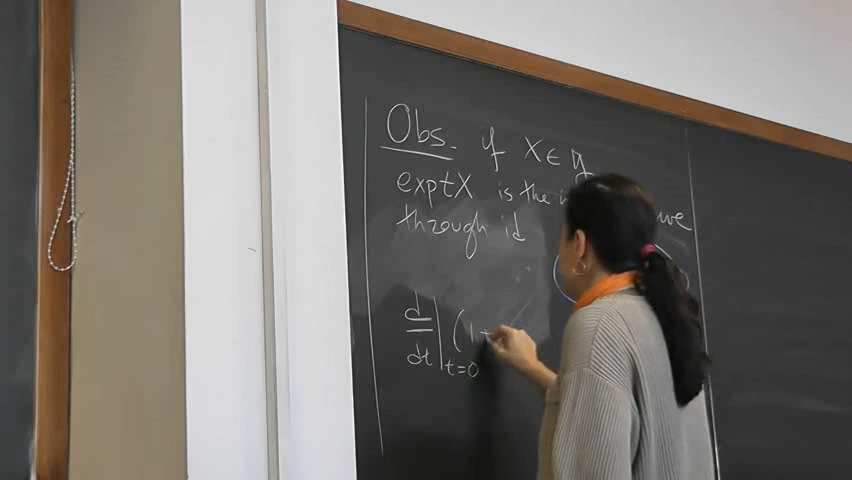 Obs. if X ∈ 𝔤
exptX is the
through id
d/dt|t=0 (1+